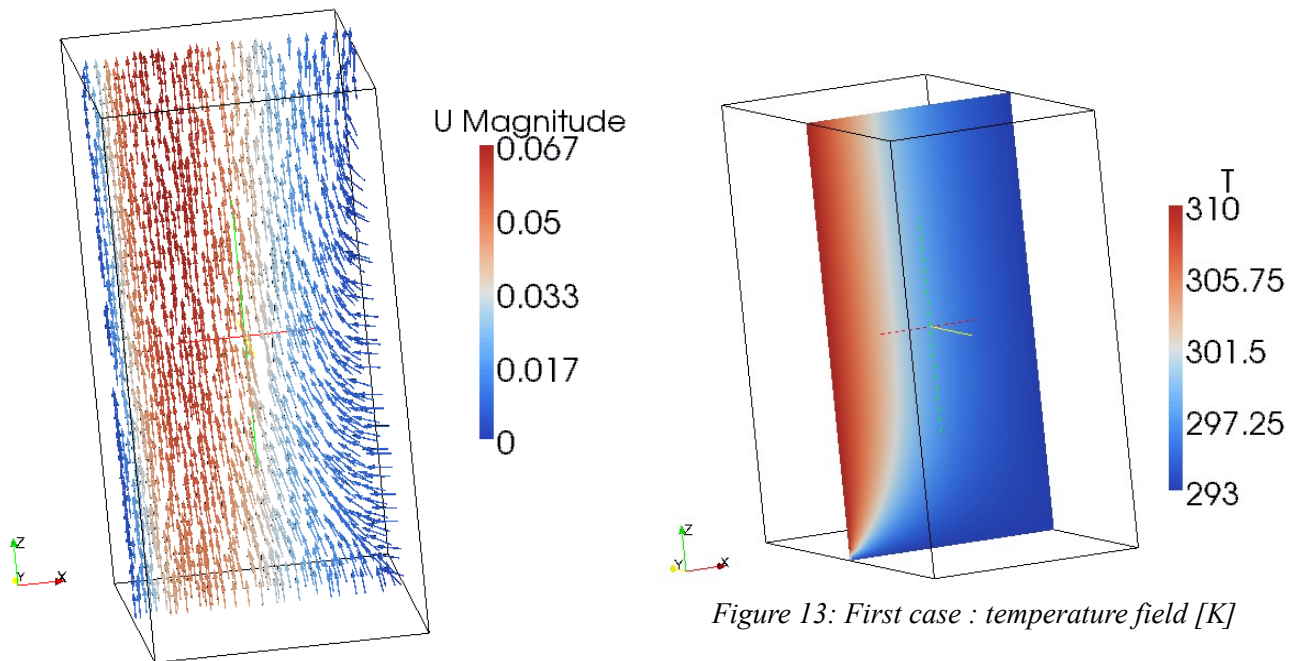 U Magnitude
0.067
0.05
0.033
0.017
0
Z
Y
X
T
310
305.75
301.5
297.25
293
Z
Y
X
Figure 13: First case : temperature field [K]